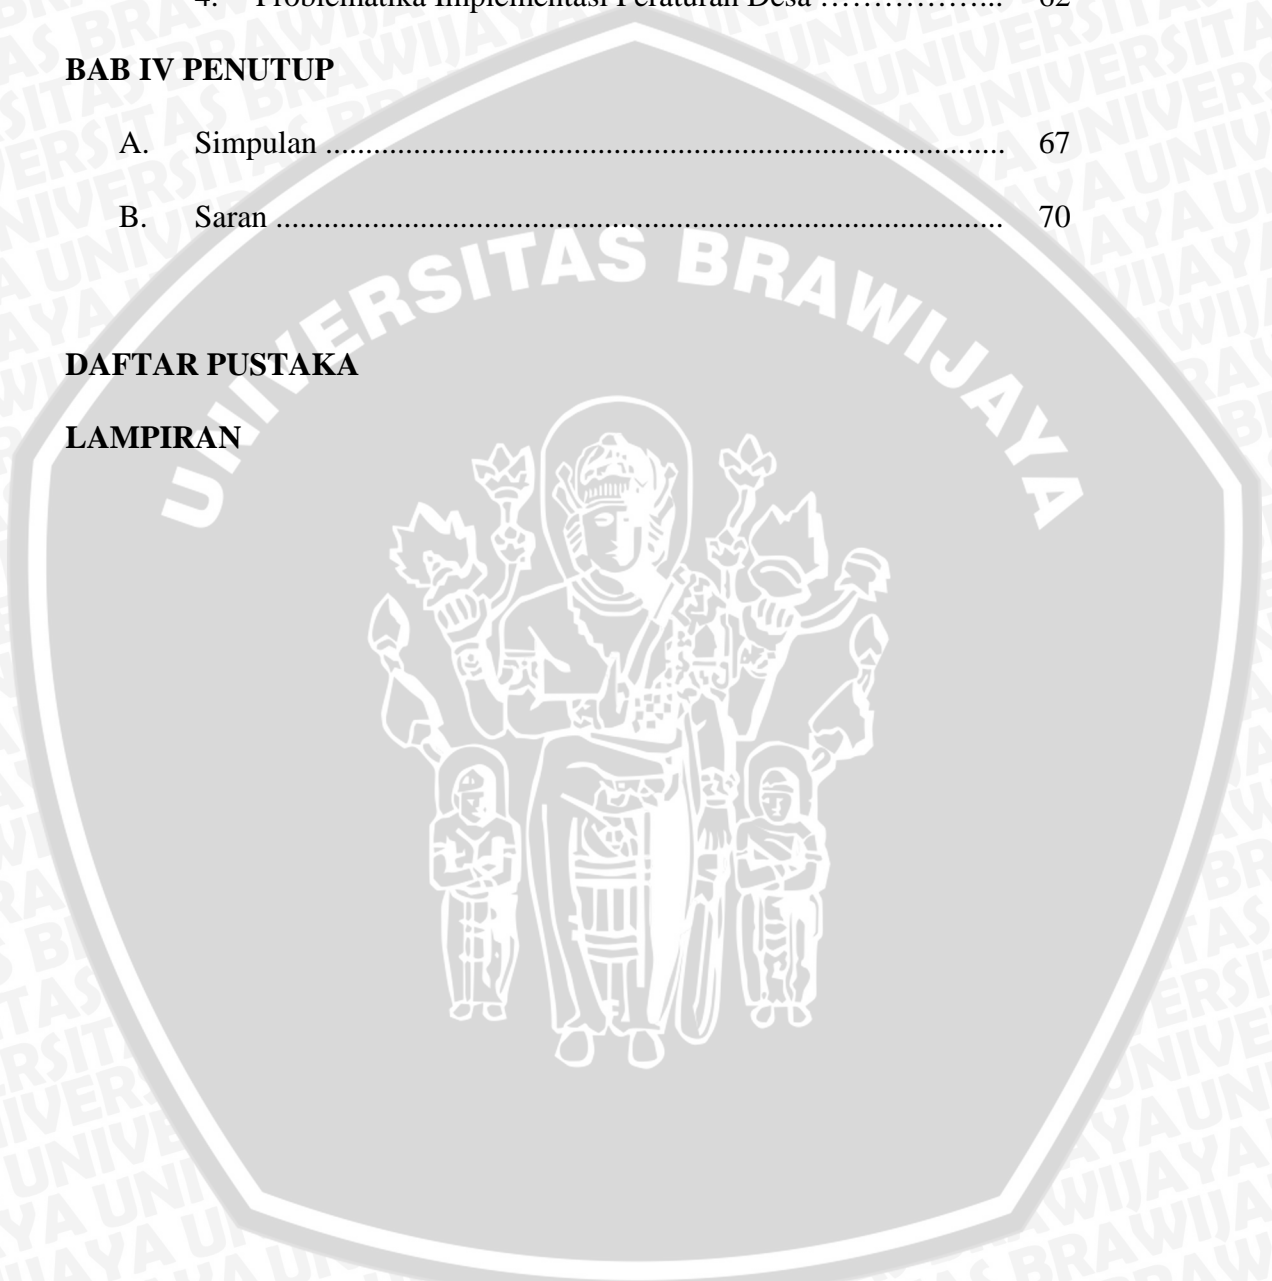 4. Problematika Implementasi Peraturan Desa ……………... 62
BAB IV PENUTUP
A. Simpulan ..................................................................................... 67
B. Saran ........................................................................................... 70
UNIVERSITAS BRAWIJAYA
DAFTAR PUSTAKA
LAMPIRAN